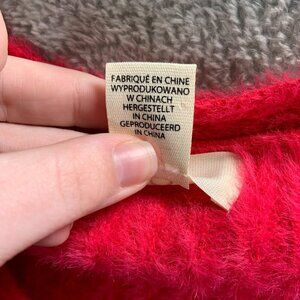 FABRIQUÉ EN CHINE
WYPRODUKOWANO
W CHINACH
HERGESTELLT
IN CHINA
GEPRODUCEERD
IN CHINA